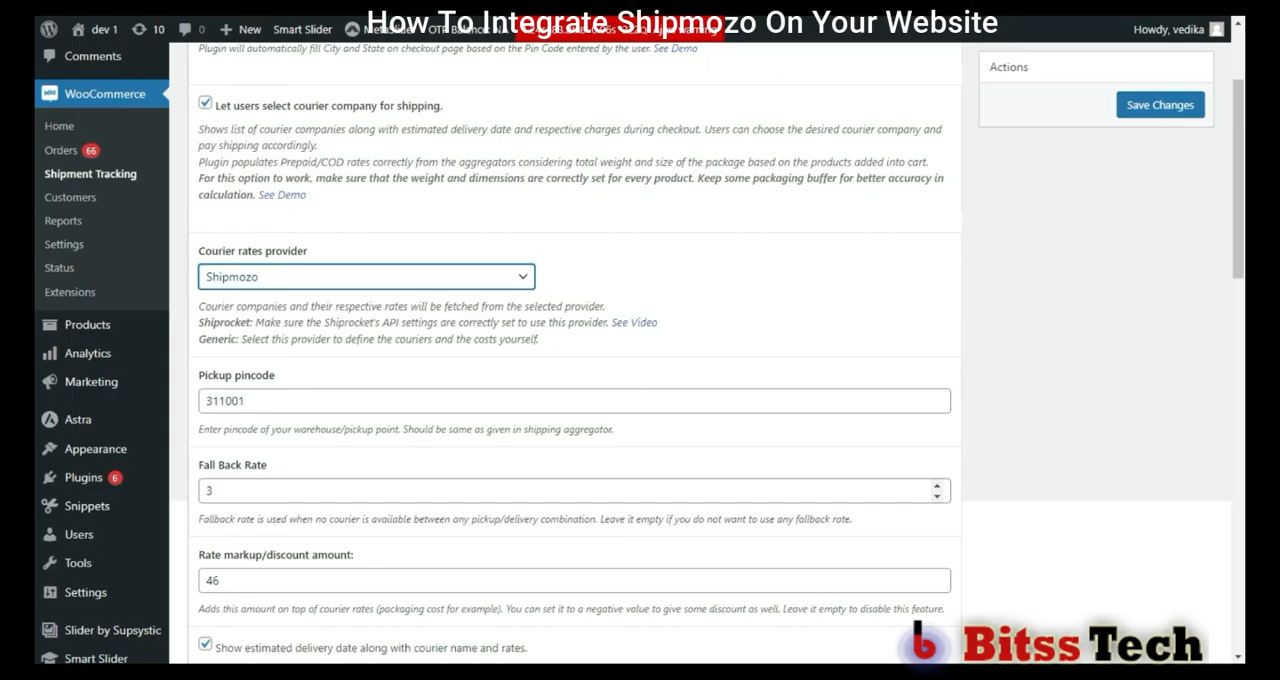 How To Integrate Shipmozo On Your Website
dev 1 10 0 New Smart Slider Howdy, vedika
Plugin will automatically fill City and State on checkout page based on the Pin Code entered by the user. See Demo
Comments
Actions
WooCommerce
Let users select courier company for shipping.
Save Changes
Home
Shows list of courier companies along with estimated delivery date and respective charges during checkout. Users can choose the desired courier company and
pay shipping accordingly.
Orders 66
Plugin populates Prepaid/COD rates correctly from the aggregators considering total weight and size of the package based on the products added into cart.
Shipment Tracking
For this option to work, make sure that the weight and dimensions are correctly set for every product. Keep some packaging buffer for better accuracy in
calculation. See Demo
Customers
Reports
Settings
Courier rates provider
Status
Shipmozo
Extensions
Courier companies and their respective rates will be fetched from the selected provider.
Shiprocket: Make sure the Shiprocket's API settings are correctly set to use this provider. See Video
Generic: Select this provider to define the couriers and the costs yourself.
Products
Analytics
Marketing
Pickup pincode
311001
Astra
Enter pincode of your warehouse/pickup point. Should be same as given in shipping aggregator.
Appearance
Fall Back Rate
Plugins 6
3
Snippets
Fallback rate is used when no courier is available between any pickup/delivery combination. Leave it empty if you do not want to use any fallback rate.
Users
Rate markup/discount amount:
Tools
46
Settings
Adds this amount on top of courier rates (packaging cost for example). You can set it to a negative value to give some discount as well. Leave it empty to disable this feature.
Slider by Supsystic
Show estimated delivery date along with courier name and rates.
Smart Slider
Bitss Tech